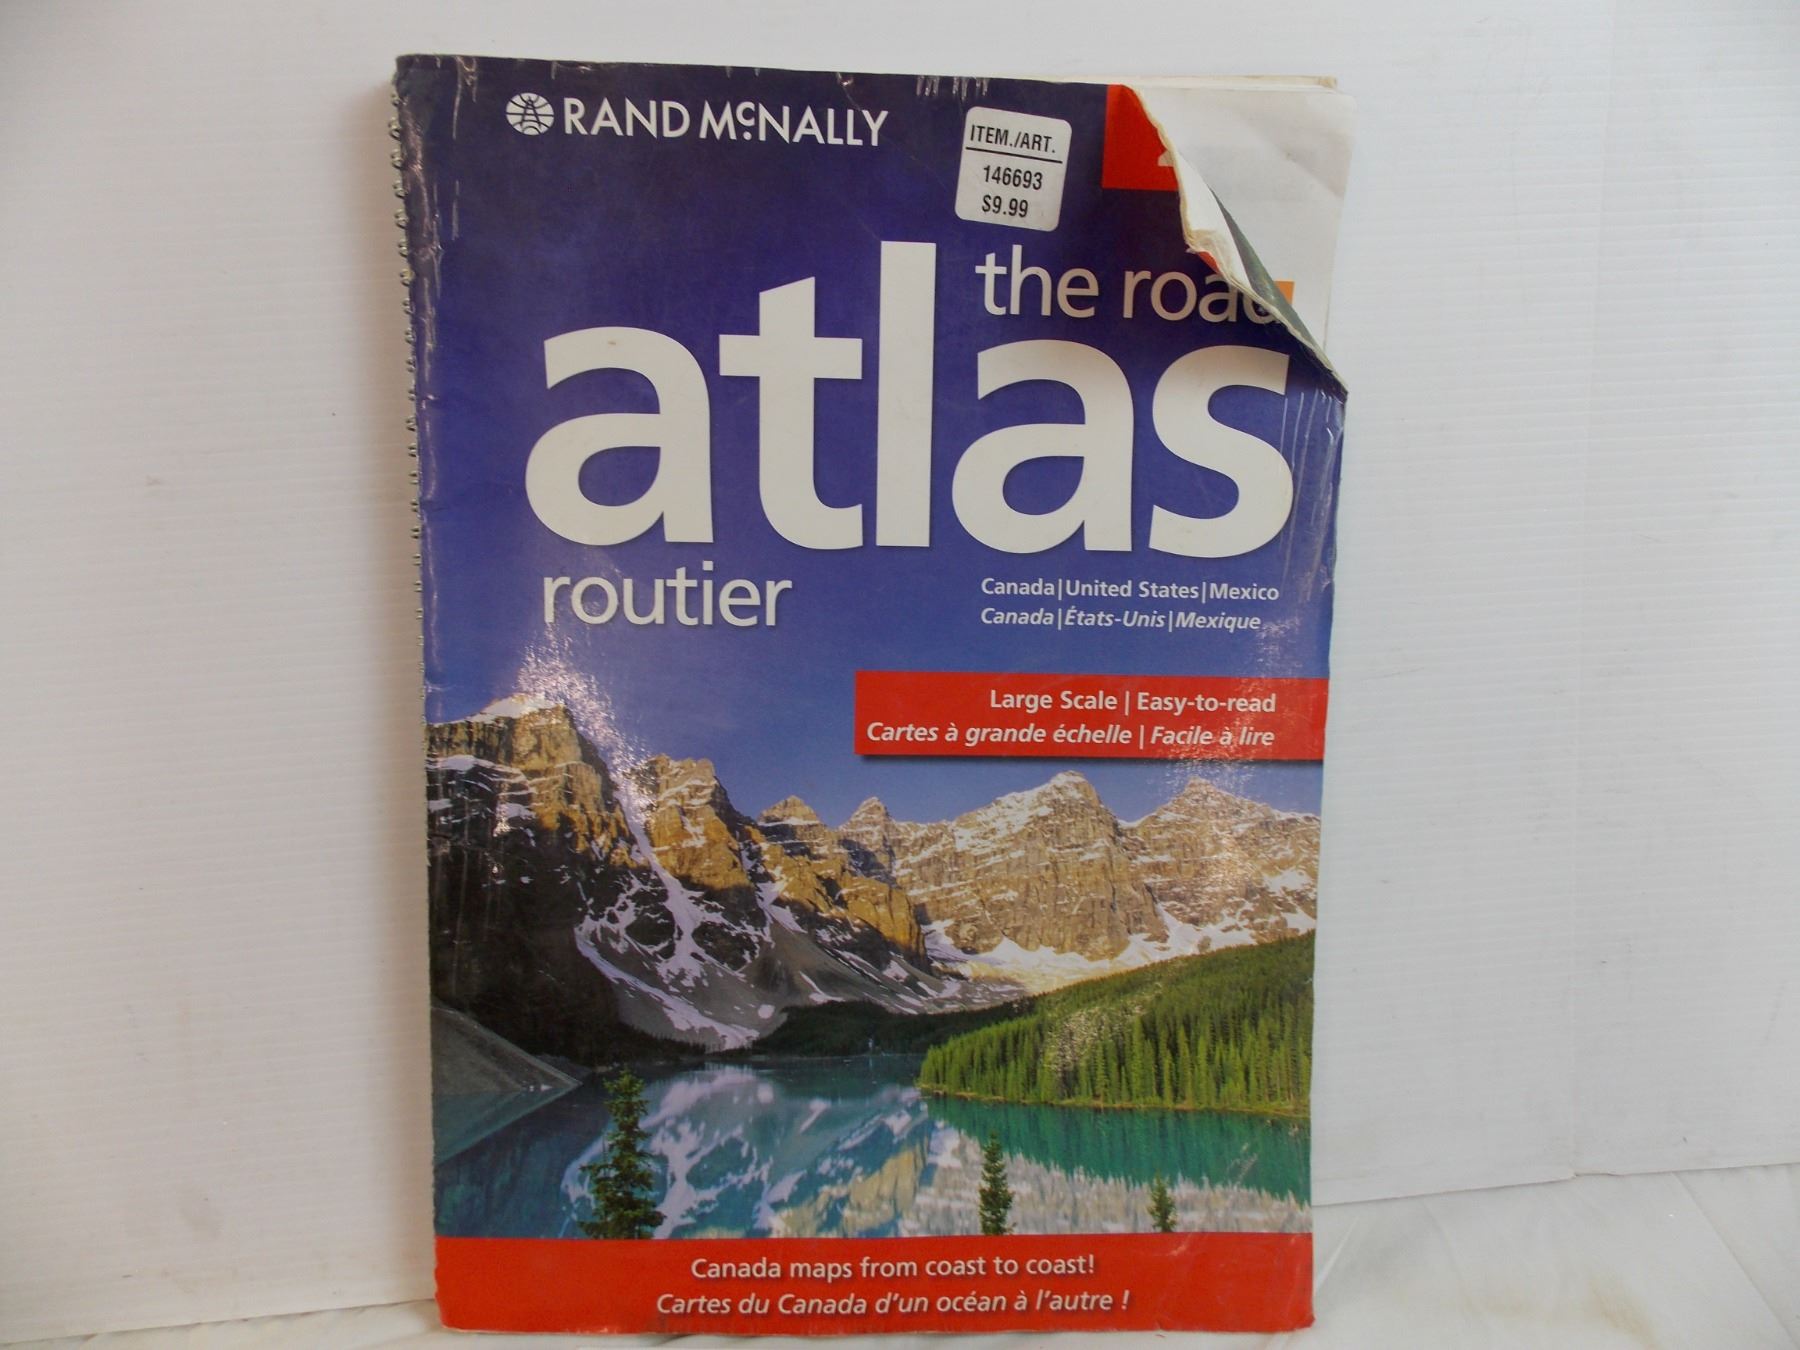 RAND McNALLY
ITEM./ART.
146693
$9.99
the road
atlas
routier
Canada|United States|Mexico
Canada|États-Unis|Mexique
Large Scale | Easy-to-read
Cartes à grande échelle | Facile à lire
Canada maps from coast to coast!
Cartes du Canada d'un océan à l'autre !